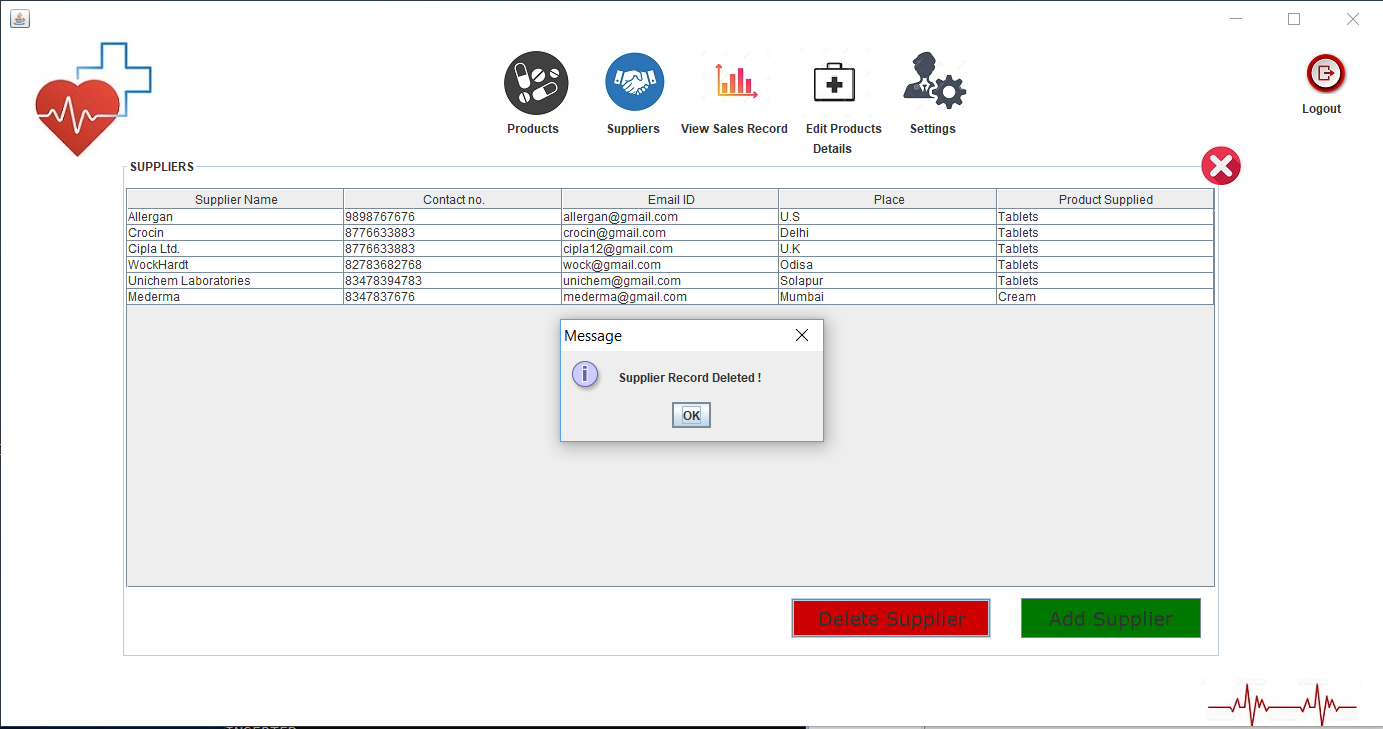 Products Suppliers View Sales Record Edit Products Settings Logout
Details
SUPPLIERS
Supplier Name Contact no. Email ID Place Product Supplied
Allergan 9898767676 allergan@gmail.com U.S Tablets
Crocin 8776633883 crocin@gmail.com Delhi Tablets
Cipla Ltd. 8776633883 cipla12@gmail.com U.K Tablets
WockHardt 82783682768 wock@gmail.com Odisa Tablets
Unichem Laboratories 83478394783 unichem@gmail.com Solapur Tablets
Mederma 8347837676 mederma@gmail.com Mumbai Cream
Message
i Supplier Record Deleted !
OK
Delete Supplier Add Supplier